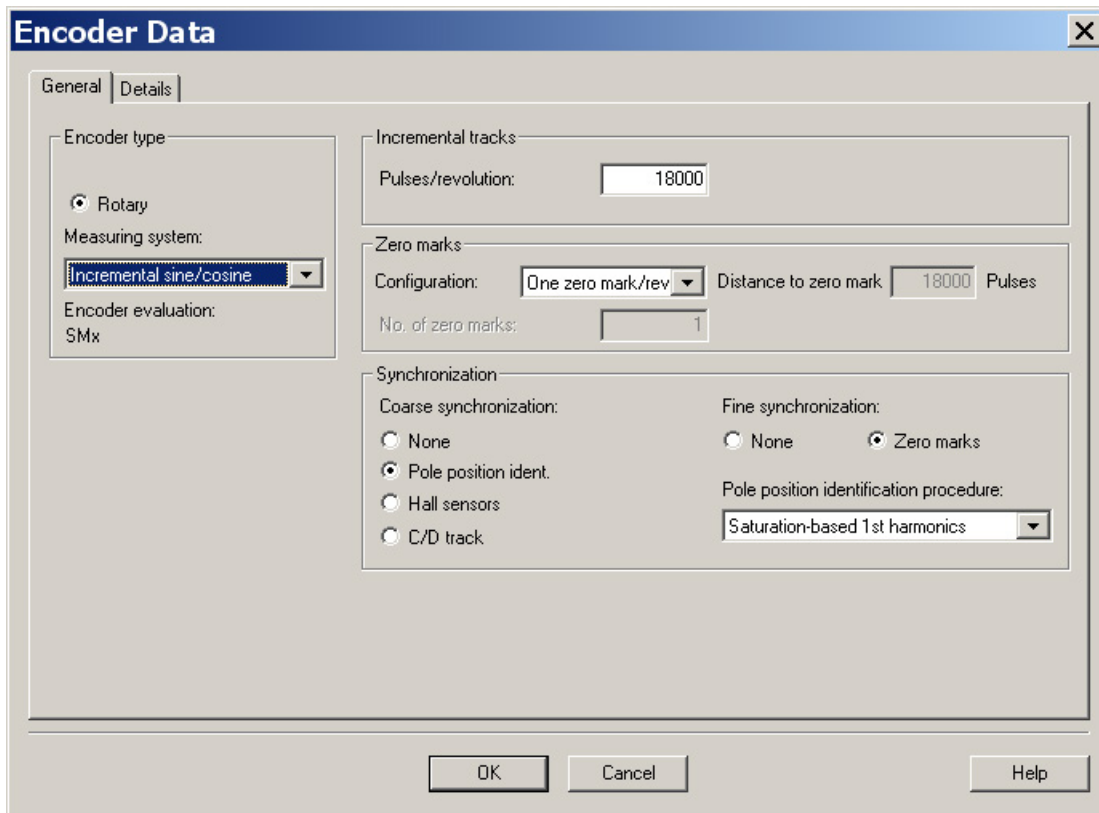 Encoder Data
General
Details
Encoder type
Rotary
Measuring system:
Incremental sine/cosine
Encoder evaluation:
SMx
Incremental tracks
Pulses/revolution:
18000
Zero marks
Configuration:
One zero mark/rev
Distance to zero mark
18000
Pulses
No. of zero marks:
1
Synchronization
Coarse synchronization:
None
Pole position ident.
Hall sensors
C/D track
Fine synchronization:
None
Zero marks
Pole position identification procedure:
Saturation-based 1st harmonics
OK
Cancel
Help